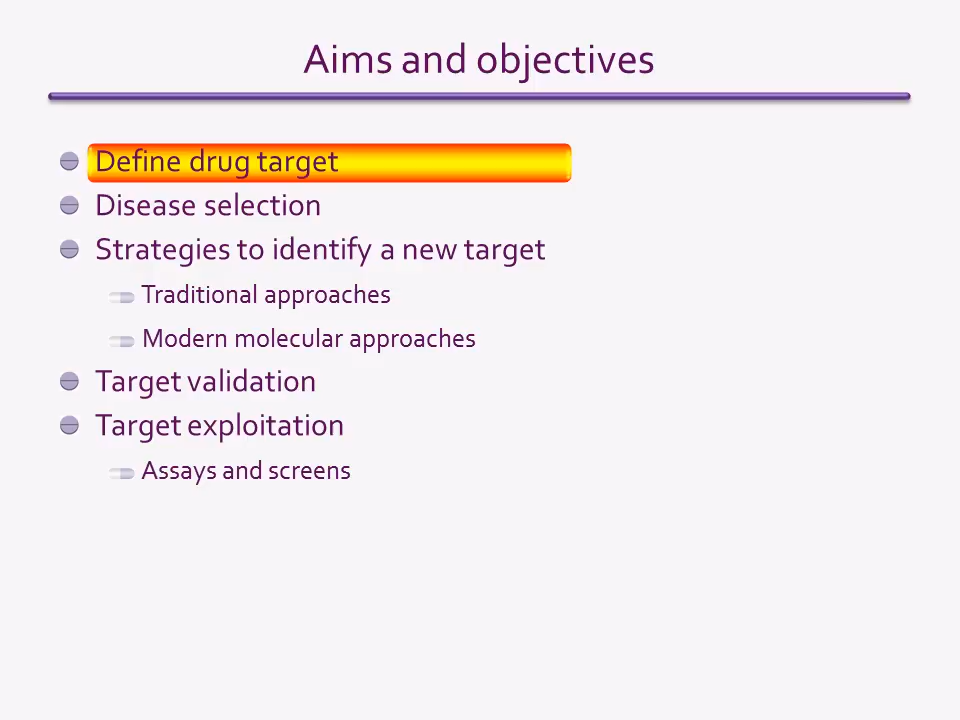 Aims and objectives
Define drug target
Disease selection
Strategies to identify a new target
Traditional approaches
Modern molecular approaches
Target validation
Target exploitation
Assays and screens